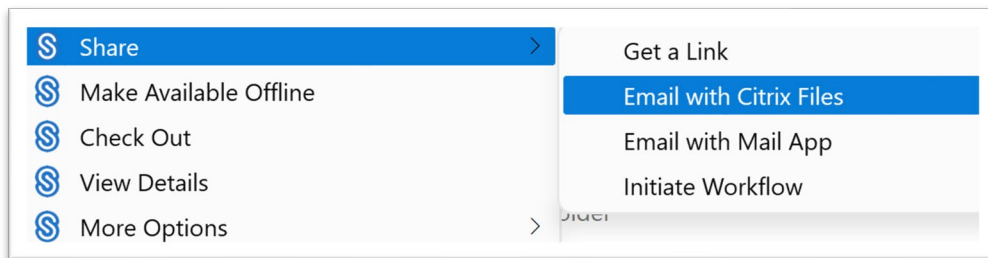 Share
Make Available Offline
Check Out
View Details
More Options
Get a Link
Email with Citrix Files
Email with Mail App
Initiate Workflow